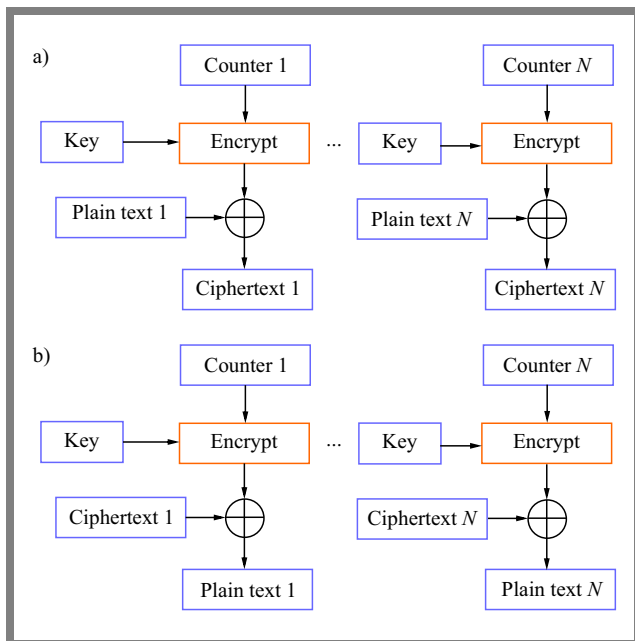 a)
Counter 1
Counter N
Key
Encrypt
...
Key
Encrypt
Plain text 1
Plain text N
Ciphertext 1
Ciphertext N
b)
Counter 1
Counter N
Key
Encrypt
...
Key
Encrypt
Ciphertext 1
Ciphertext N
Plain text 1
Plain text N